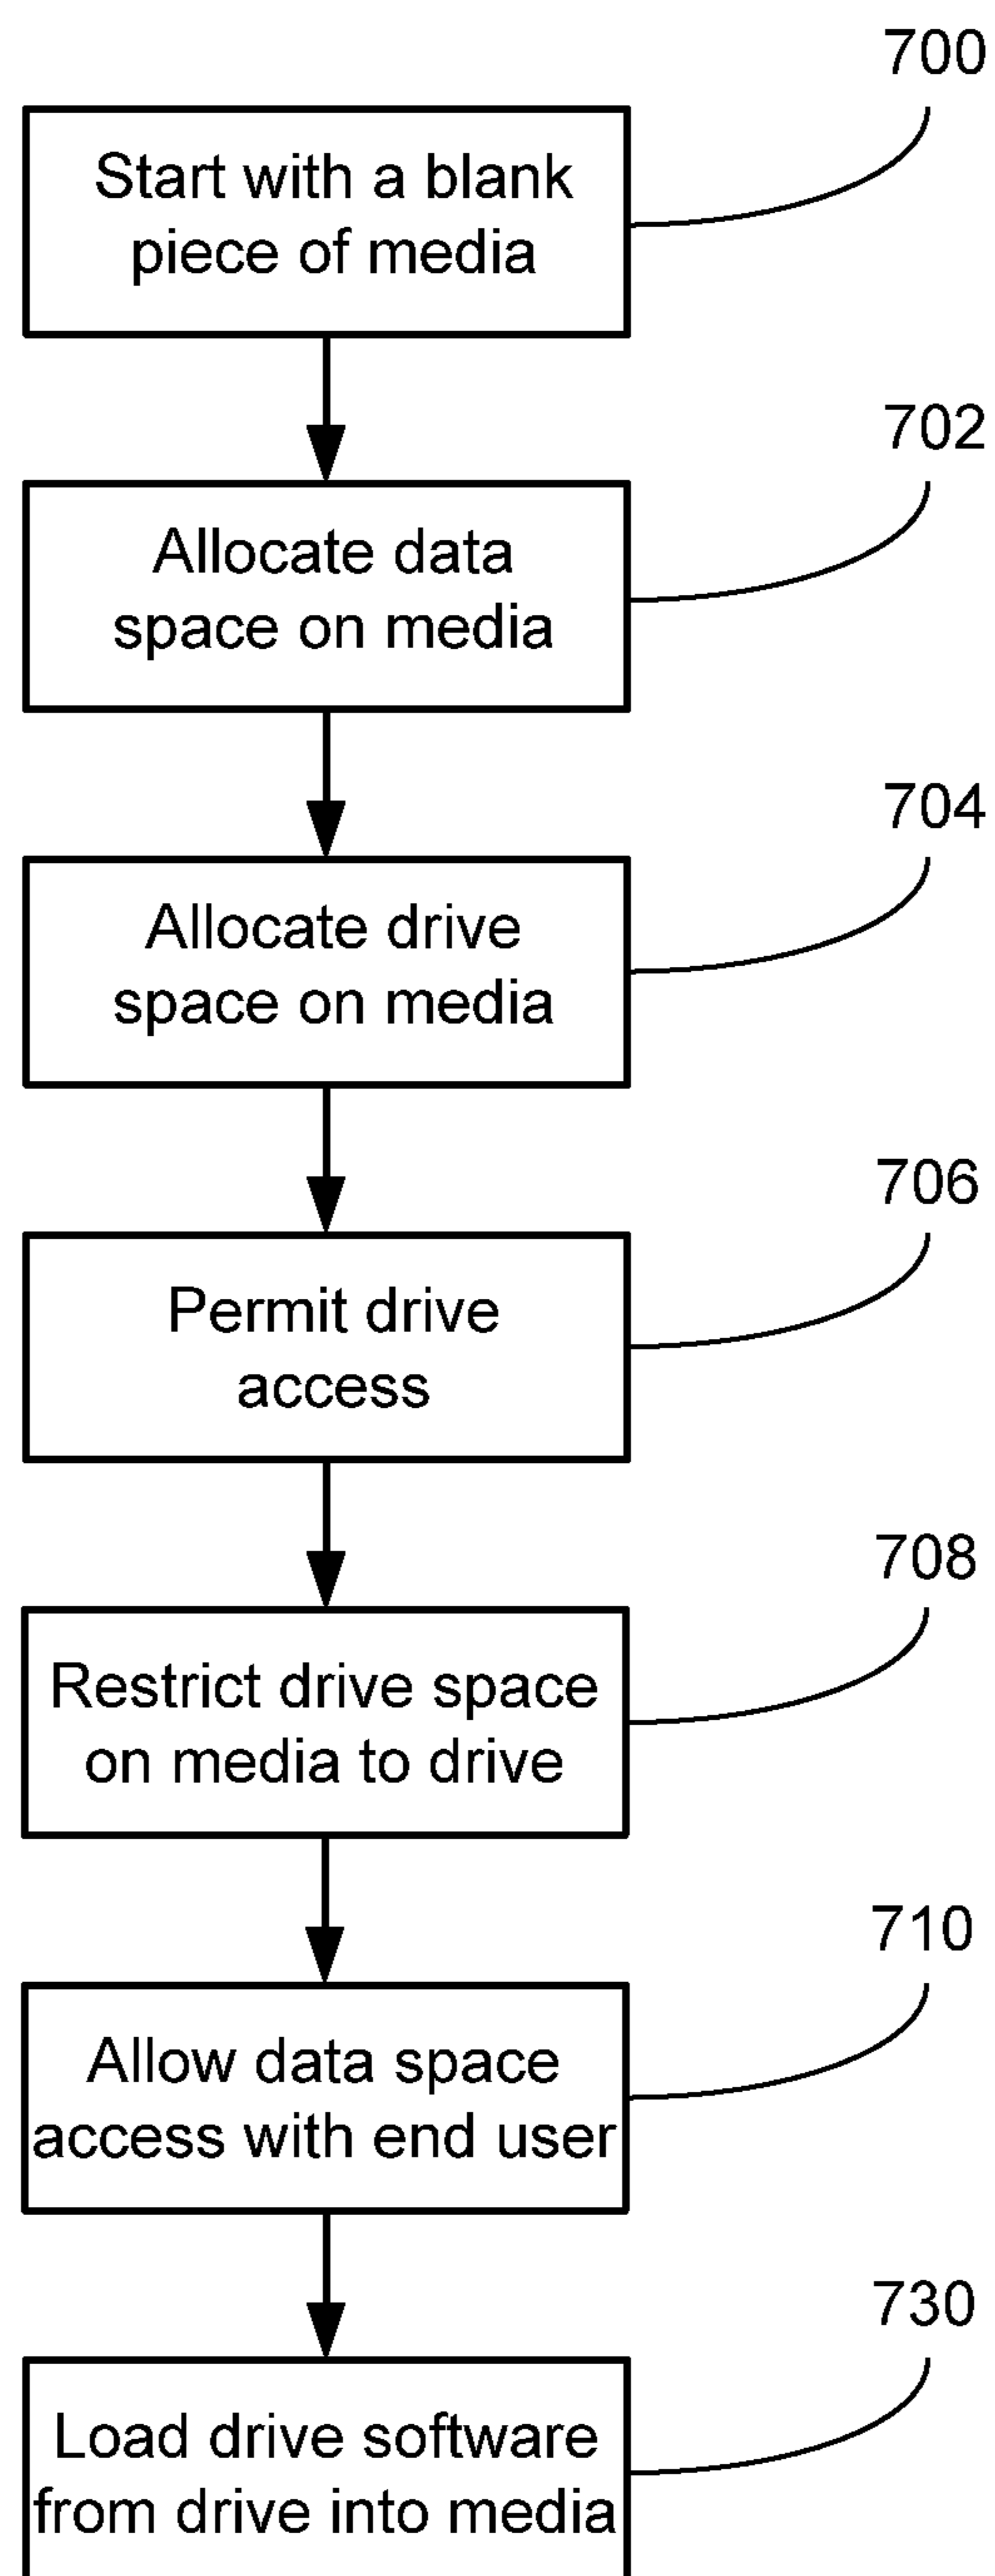 700
Start with a blank
piece of media
702
Allocate data
space on media
704
Allocate drive
space on media
706
Permit drive
access
708
Restrict drive space
on media to drive
710
Allow data space
access with end user
730
Load drive software
from drive into media